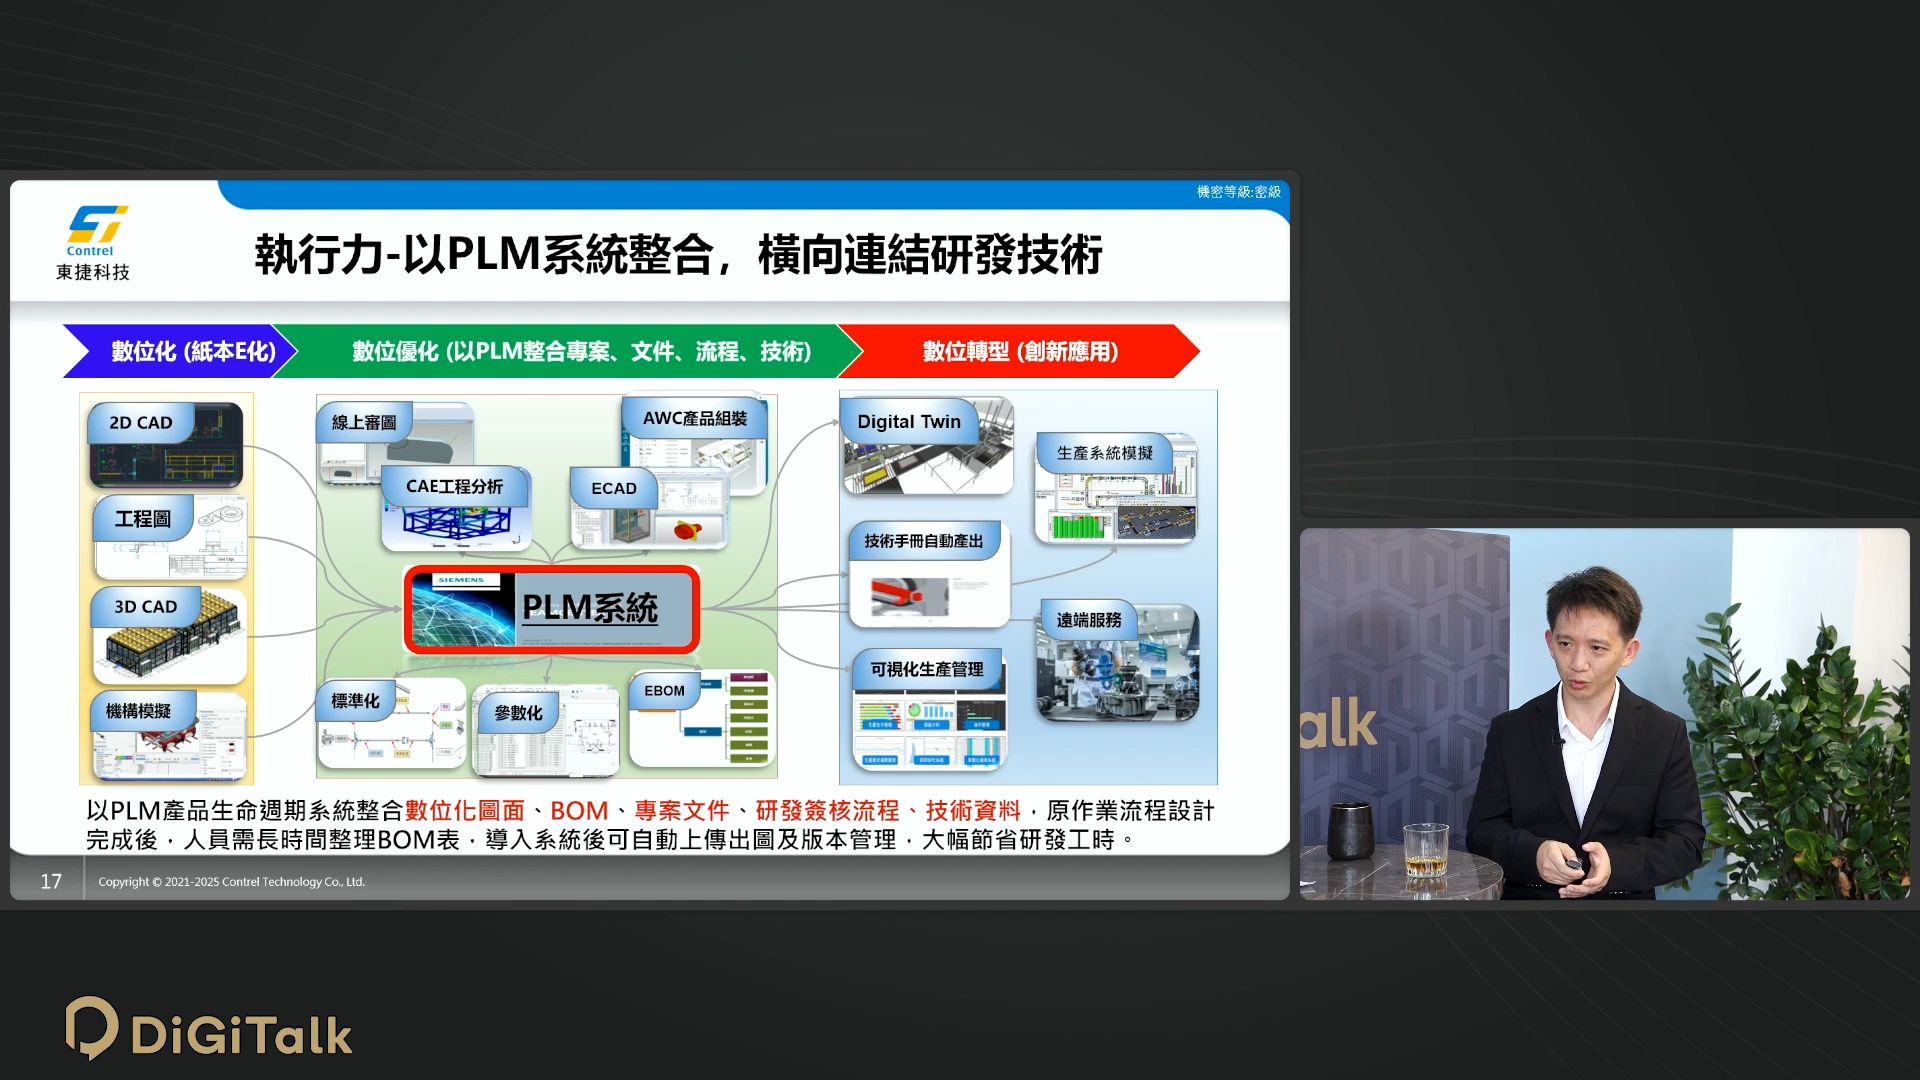 機密等級:密級
Contrel
東捷科技
執行力-以PLM系統整合，橫向連結研發技術
數位化 (紙本E化)
數位優化 (以PLM整合專案、文件、流程、技術)
數位轉型 (創新應用)
2D CAD
工程圖
3D CAD
機構模擬
線上審圖
AWC產品組裝
CAE工程分析
ECAD
SIEMENS
PLM系統
標準化
參數化
EBOM
Digital Twin
生產系統模擬
技術手冊自動產出
遠端服務
可視化生產管理
以PLM產品生命週期系統整合數位化圖面、BOM、專案文件、研發簽核流程、技術資料，原作業流程設計
完成後，人員需長時間整理BOM表，導入系統後可自動上傳出圖及版本管理，大幅節省研發工時。
17
Copyright © 2021-2025 Contrel Technology Co., Ltd.
alk
DiGiTalk